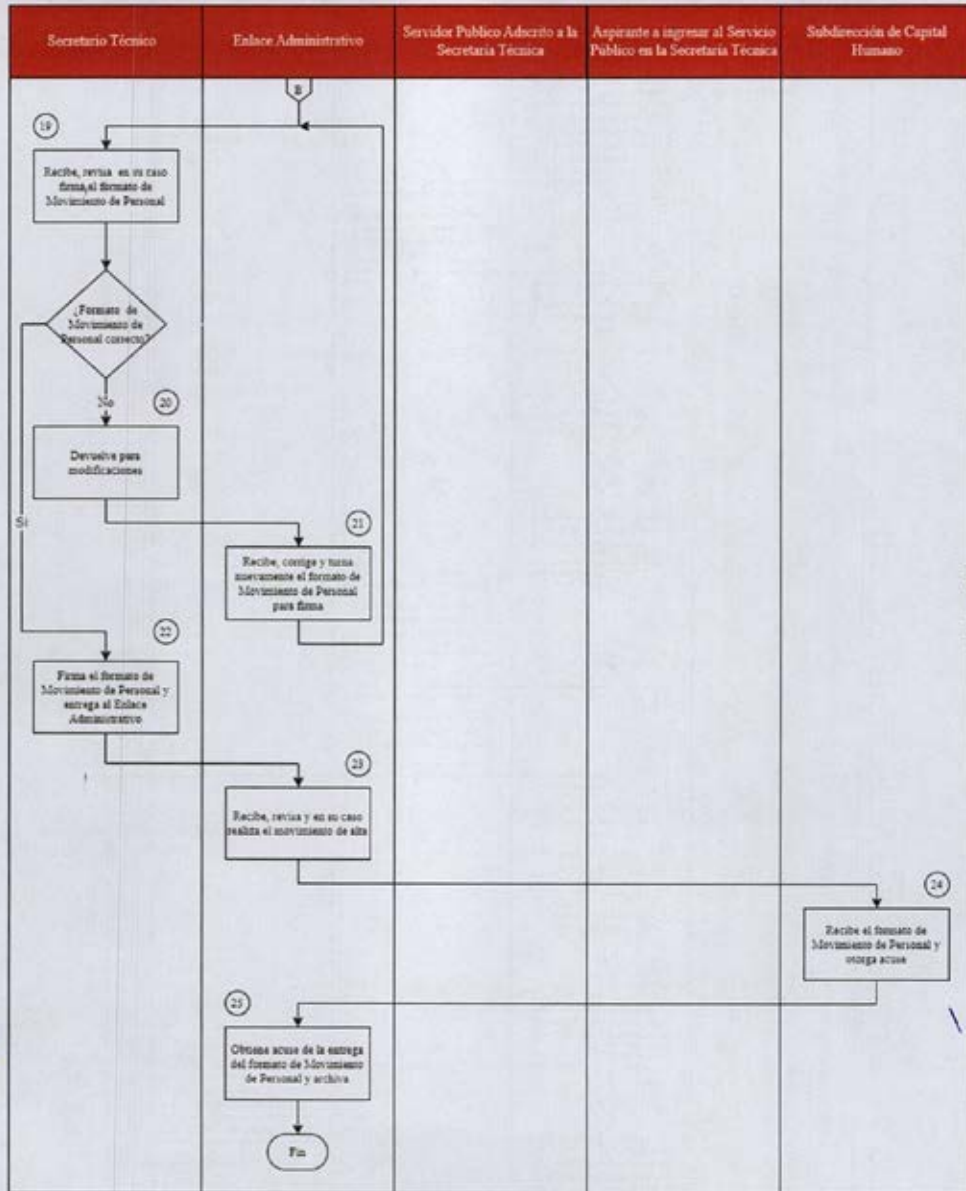 Secretario Técnico
Enlace Administrativo
Servidor Público Adscrito a la
Secretaría Técnica
Aspirante a ingresar al Servicio
Público en la Secretaría Técnica
Subdirección de Capital
Humano
B
19
Recibe, revisa en su caso
firma,el formato de
Movimiento de Personal
¿Formato de
Movimiento de
Personal correcto?
No
20
Devuelve para
modificaciones
Si
21
Recibe, corrige y turna
nuevamente el formato de
Movimiento de Personal
para firma
22
Firma el formato de
Movimiento de Personal y
entrega al Enlace
Administrativo
23
Recibe, revisa y en su caso
realiza el movimiento de alta
24
Recibe el formato de
Movimiento de Personal y
otorga acuse
25
Obtiene acuse de la entrega
del formato de Movimiento
de Personal y archiva
Fin